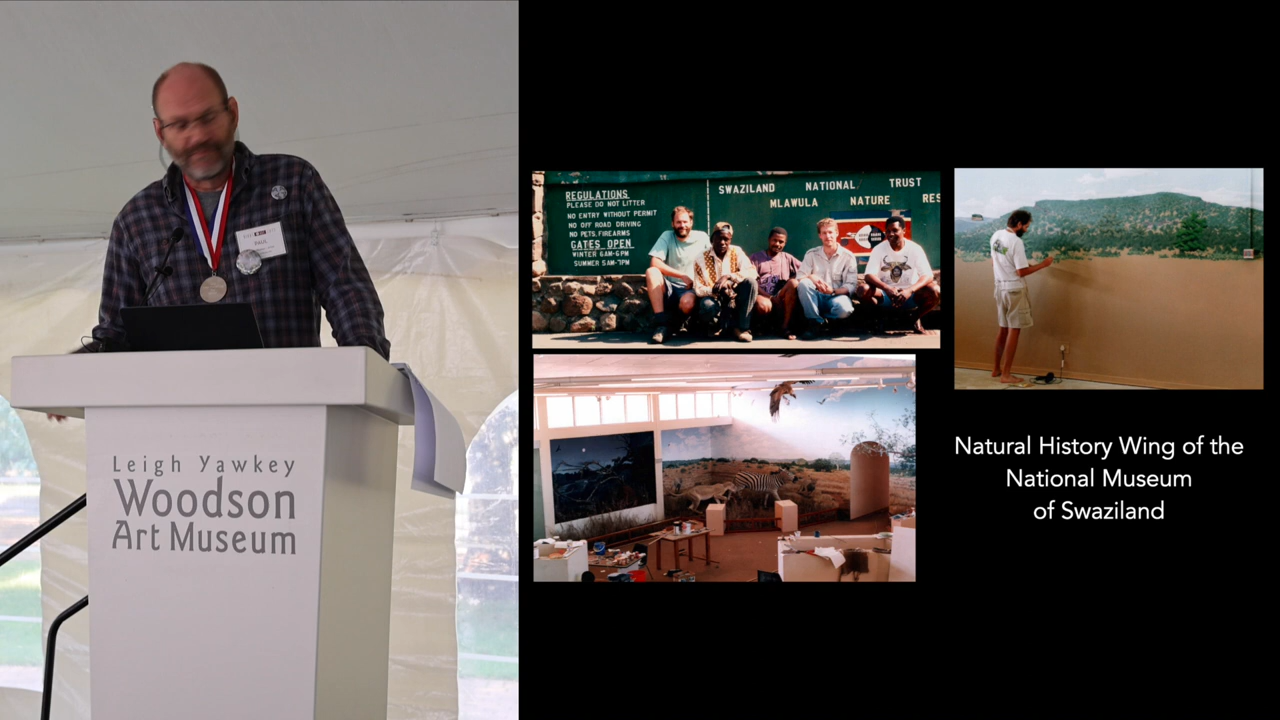 PAUL
Leigh Yawkey
Woodson
Art Museum
REGULATIONS
PLEASE DO NOT LITTER
NO ENTRY WITHOUT PERMIT
NO OFF ROAD DRIVING
NO PETS, FIREARMS
GATES OPEN
WINTER 6AM-6PM
SUMMER 5AM-7PM
SWAZILAND NATIONAL TRUST
MLAWULA NATURE RES
Natural History Wing of the
National Museum
of Swaziland